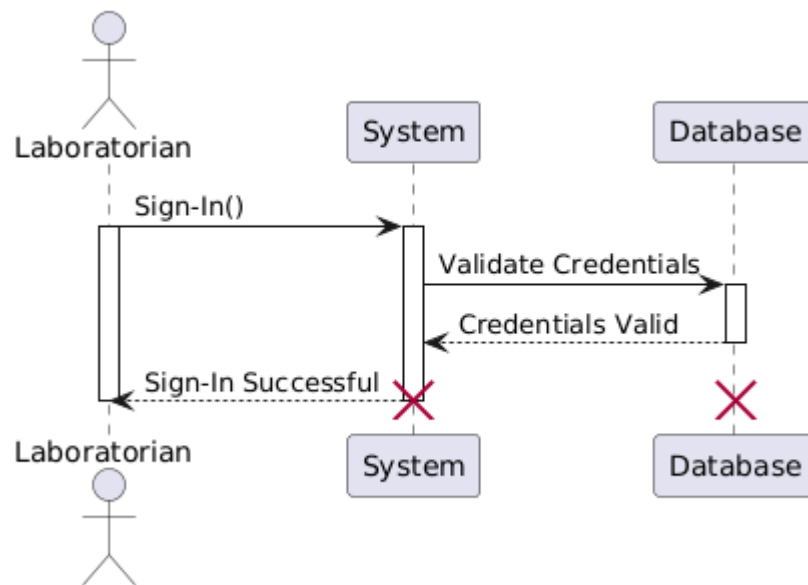 Laboratorian
System
Database
Sign-In()
Validate Credentials
Credentials Valid
Sign-In Successful
Laboratorian
System
Database